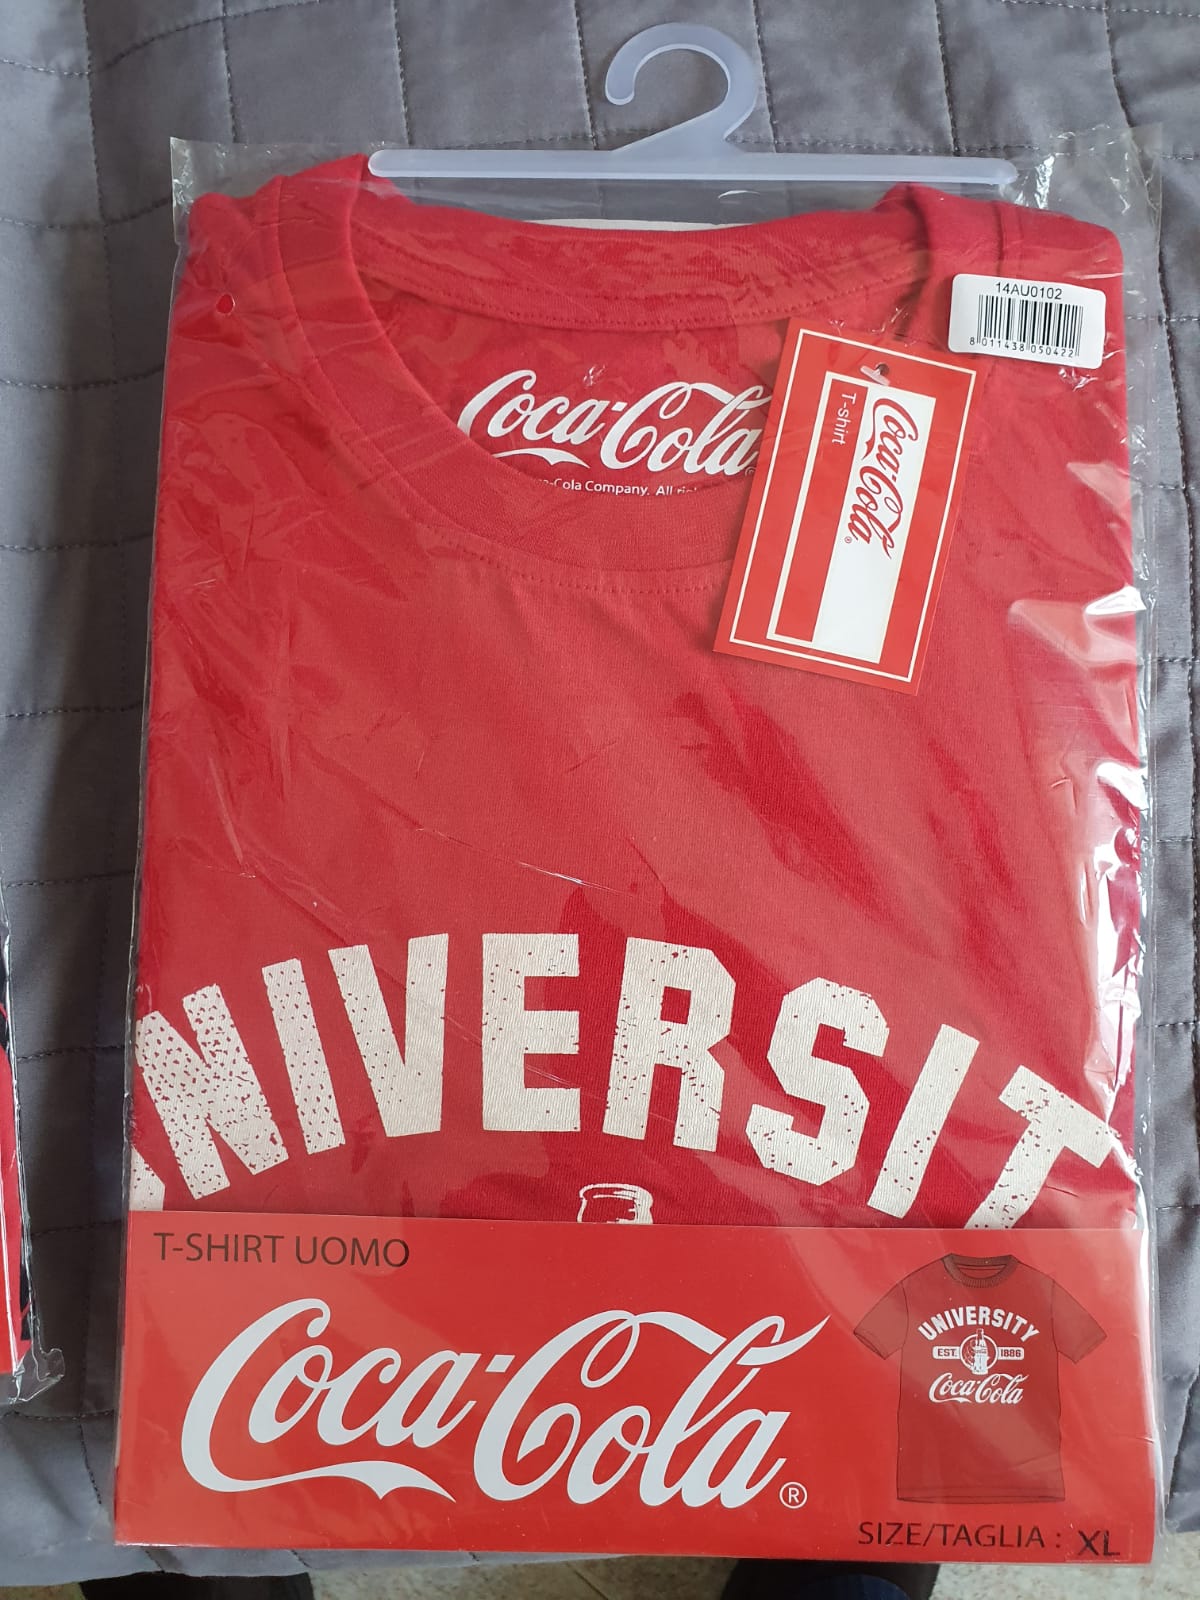 14AU0102
8 011438 050422
Coca-Cola
T-shirt
Coca-Cola®
Cola Company. All
NIVERSIT
T-SHIRT UOMO
Coca-Cola®
UNIVERSITY
EST. 1886
Coca-Cola
SIZE/TAGLIA : XL